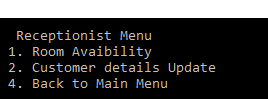 Receptionist Menu
1. Room Avaibility
2. Customer details Update
4. Back to Main Menu